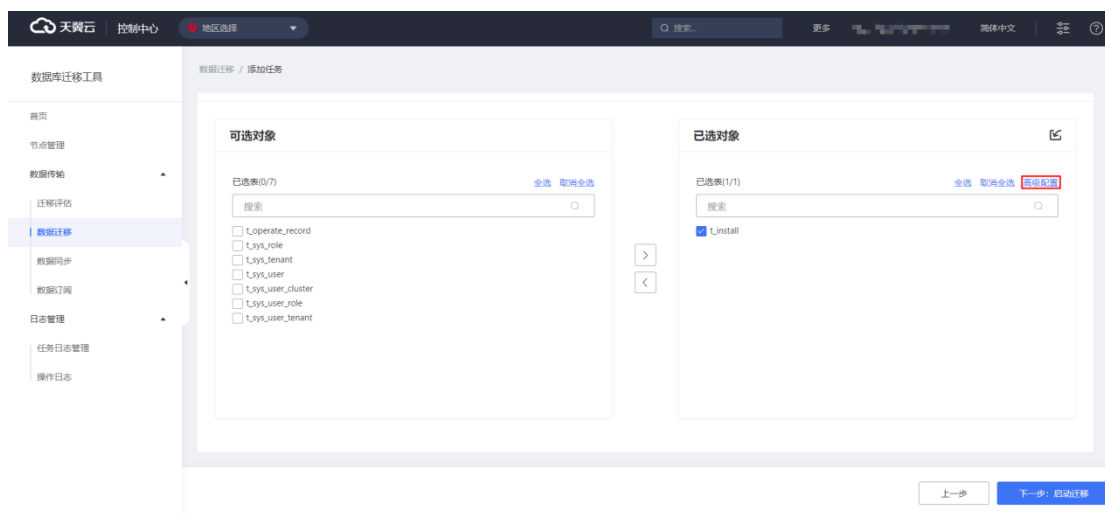 天翼云 控制中心 地区选择 搜索... 更多 简体中文
数据库迁移工具
数据迁移 / 添加任务
首页
节点管理
数据传输
迁移评估
数据迁移
数据同步
数据订阅
日志管理
任务日志管理
操作日志
可选对象
已选表(0/7) 全选 取消全选
搜索
t_operate_record
t_sys_role
t_sys_tenant
t_sys_user
t_sys_user_cluster
t_sys_user_role
t_sys_user_tenant
已选对象
已选表(1/1) 全选 取消全选 高级配置
搜索
t_install
上一步 下一步：启动迁移